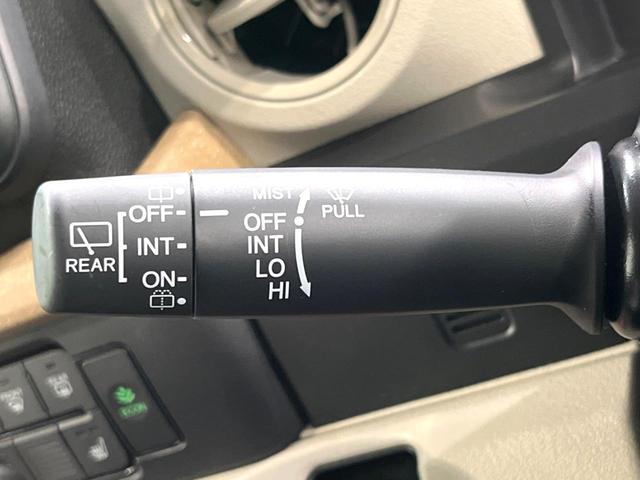 OFF
INT
ON
REAR
MIST
OFF
INT
LO
HI
PULL
ECON